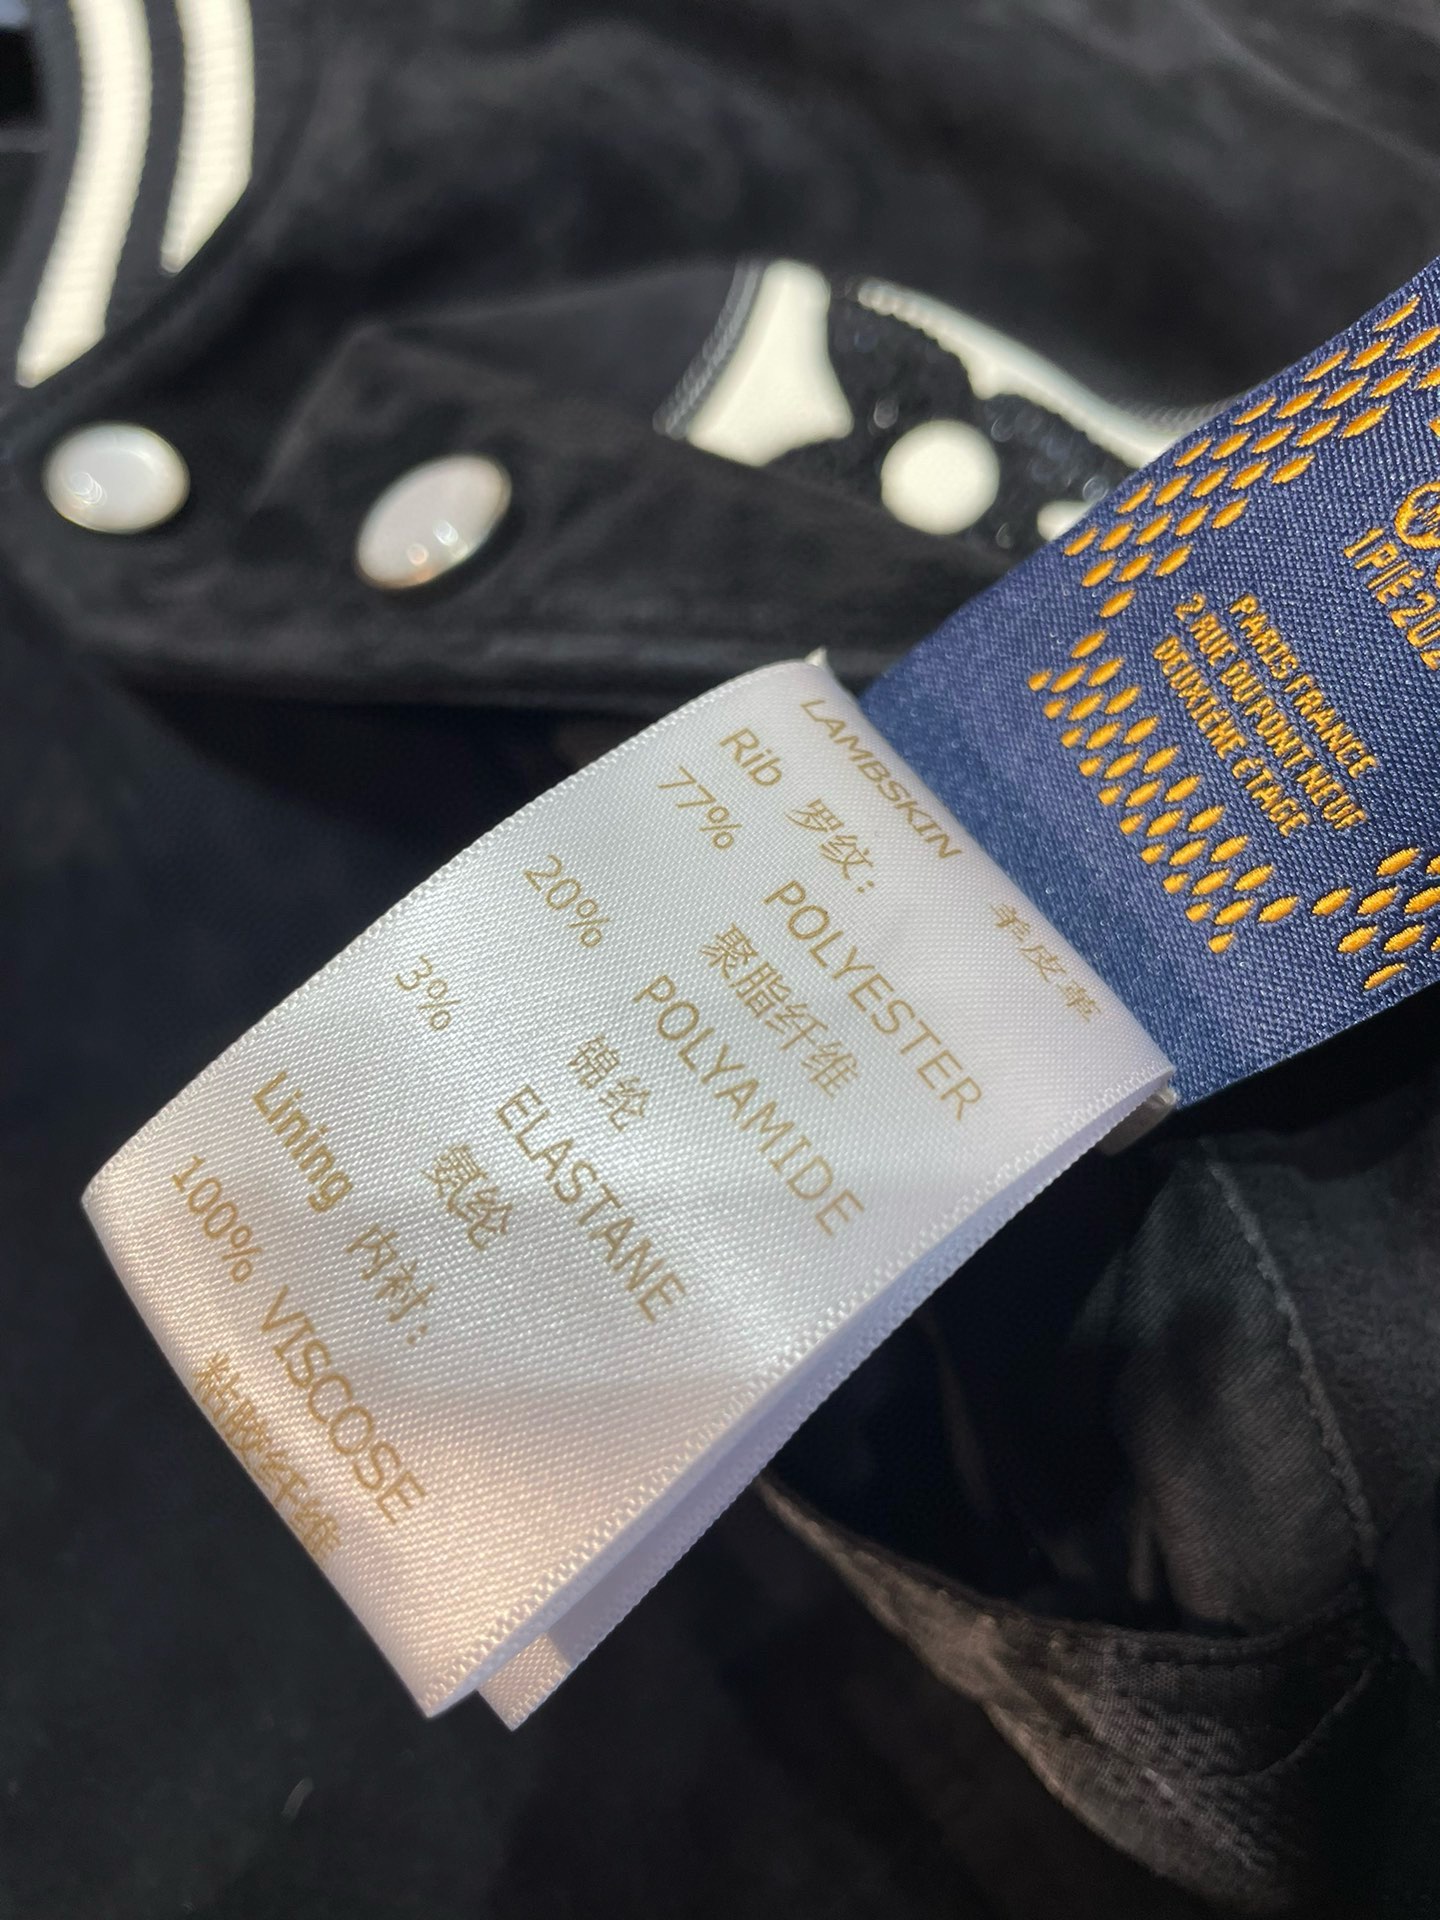 LAMBSKIN
羊皮革
Rib 罗纹:
77% POLYESTER
聚脂纤维
20% POLYAMIDE
锦纶
3% ELASTANE
氨纶
Lining 内衬:
100% VISCOSE
粘胶纤维
PARIS FRANCE
2 RUE DU PONT NEUF
DEUXIEME ÉTAGE